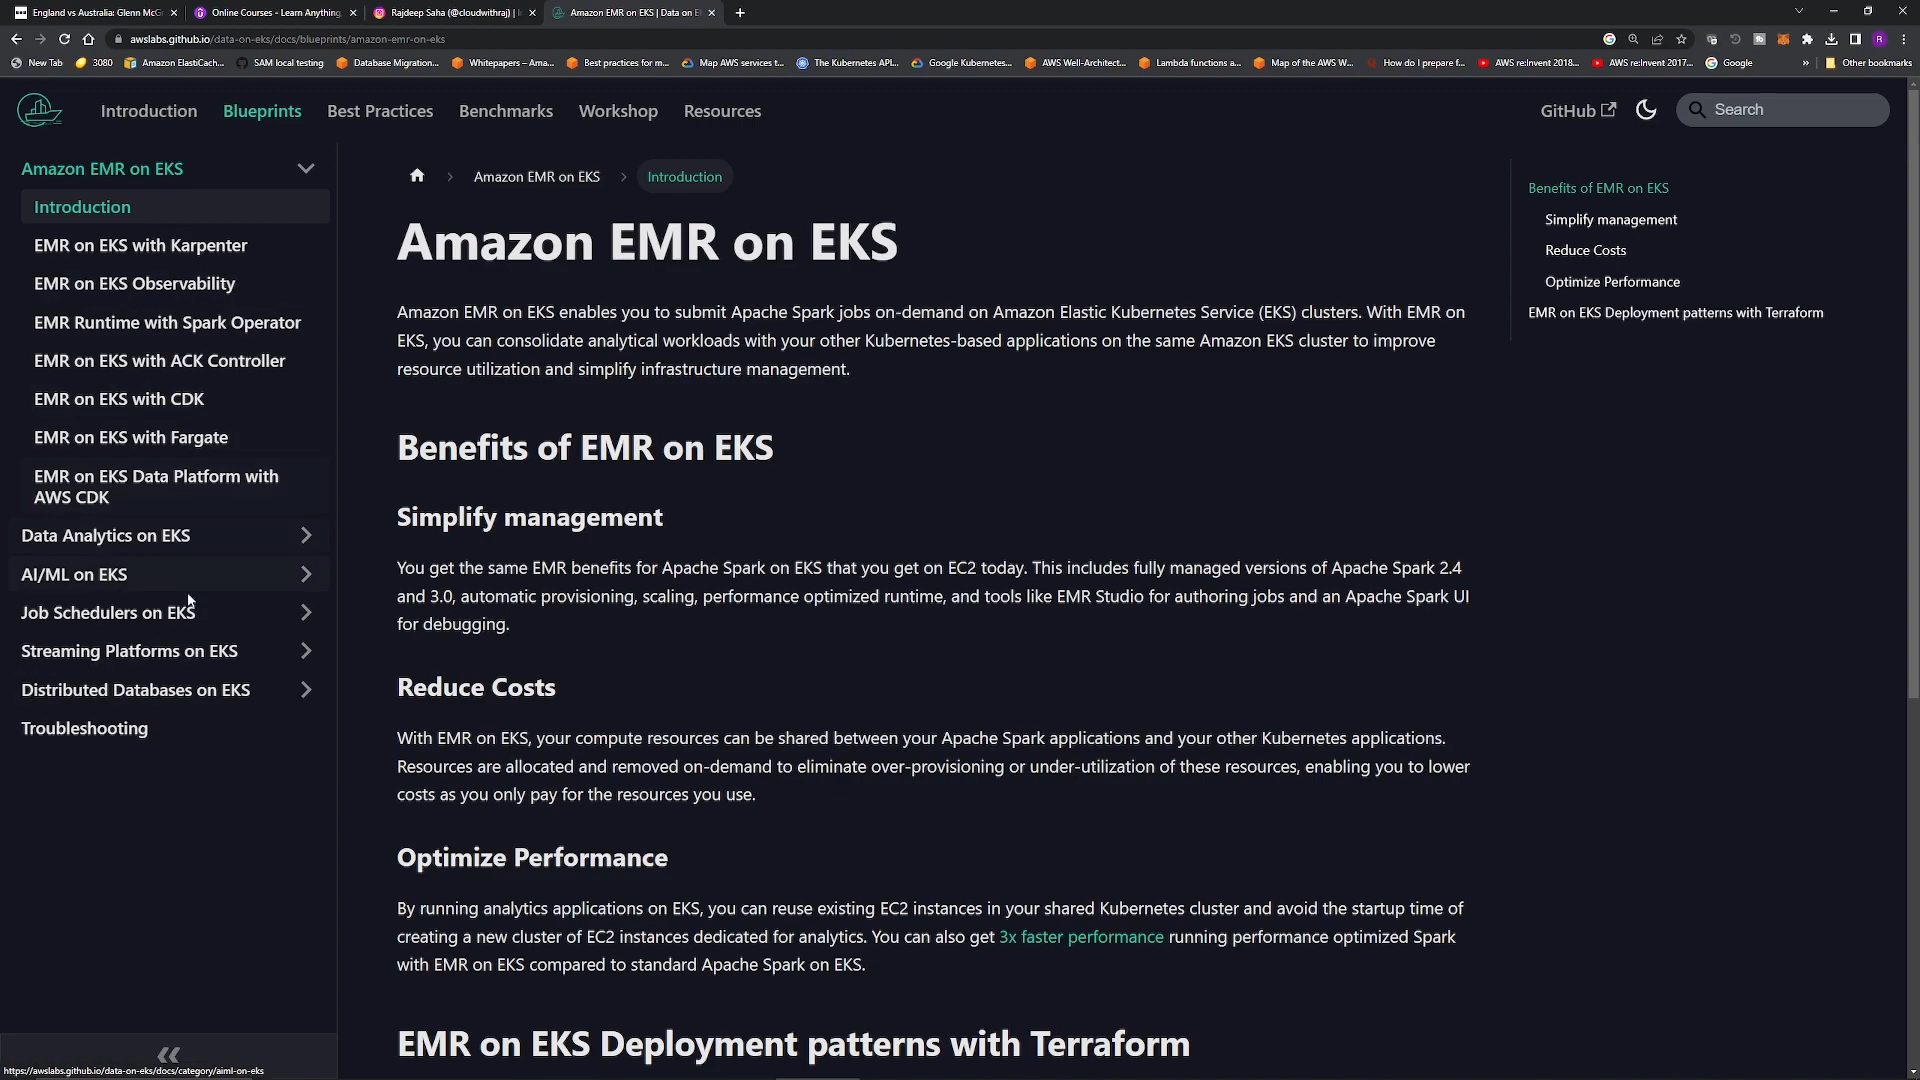 England vs Australia: Glenn McG
Online Courses - Learn Anything,
Rajdeep Saha (@cloudwithraj) |
Amazon EMR on EKS | Data on E
awslabs.github.io/data-on-eks/docs/blueprints/amazon-emr-on-eks
New Tab
3080
Amazon ElastiCach...
SAM local testing
Database Migration...
Whitepapers – Ama...
Best practices for m...
Map AWS services t...
The Kubernetes API...
Google Kubernetes...
AWS Well-Architect...
Lambda functions a...
Map of the AWS W...
How do I prepare f...
AWS re:Invent 2018...
AWS re:Invent 2017...
Google
»
Other bookmarks
Introduction
Blueprints
Best Practices
Benchmarks
Workshop
Resources
GitHub
Search
Amazon EMR on EKS
Introduction
EMR on EKS with Karpenter
EMR on EKS Observability
EMR Runtime with Spark Operator
EMR on EKS with ACK Controller
EMR on EKS with CDK
EMR on EKS with Fargate
EMR on EKS Data Platform with
AWS CDK
Data Analytics on EKS
AI/ML on EKS
Job Schedulers on EKS
Streaming Platforms on EKS
Distributed Databases on EKS
Troubleshooting
Amazon EMR on EKS
Introduction
Amazon EMR on EKS
Amazon EMR on EKS enables you to submit Apache Spark jobs on-demand on Amazon Elastic Kubernetes Service (EKS) clusters. With EMR on
EKS, you can consolidate analytical workloads with your other Kubernetes-based applications on the same Amazon EKS cluster to improve
resource utilization and simplify infrastructure management.
Benefits of EMR on EKS
Simplify management
You get the same EMR benefits for Apache Spark on EKS that you get on EC2 today. This includes fully managed versions of Apache Spark 2.4
and 3.0, automatic provisioning, scaling, performance optimized runtime, and tools like EMR Studio for authoring jobs and an Apache Spark UI
for debugging.
Reduce Costs
With EMR on EKS, your compute resources can be shared between your Apache Spark applications and your other Kubernetes applications.
Resources are allocated and removed on-demand to eliminate over-provisioning or under-utilization of these resources, enabling you to lower
costs as you only pay for the resources you use.
Optimize Performance
By running analytics applications on EKS, you can reuse existing EC2 instances in your shared Kubernetes cluster and avoid the startup time of
creating a new cluster of EC2 instances dedicated for analytics. You can also get 3x faster performance running performance optimized Spark
with EMR on EKS compared to standard Apache Spark on EKS.
EMR on EKS Deployment patterns with Terraform
Benefits of EMR on EKS
Simplify management
Reduce Costs
Optimize Performance
EMR on EKS Deployment patterns with Terraform
https://awslabs.github.io/data-on-eks/docs/category/aiml-on-eks